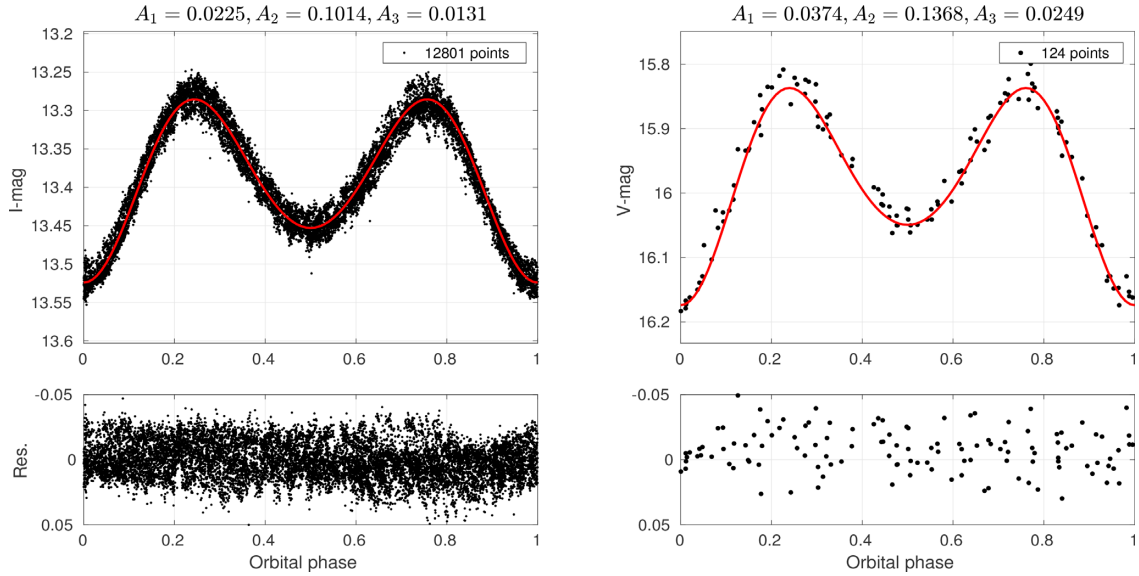 A₁ = 0.0225, A₂ = 0.1014, A₃ = 0.0131
12801 points
I-mag
13.2
13.25
13.3
13.35
13.4
13.45
13.5
13.55
13.6
0 0.2 0.4 0.6 0.8 1
Res.
-0.05
0
0.05
0 0.2 0.4 0.6 0.8 1
Orbital phase
A₁ = 0.0374, A₂ = 0.1368, A₃ = 0.0249
124 points
V-mag
15.8
15.9
16
16.1
16.2
0 0.2 0.4 0.6 0.8 1
-0.05
0
0.05
0 0.2 0.4 0.6 0.8 1
Orbital phase